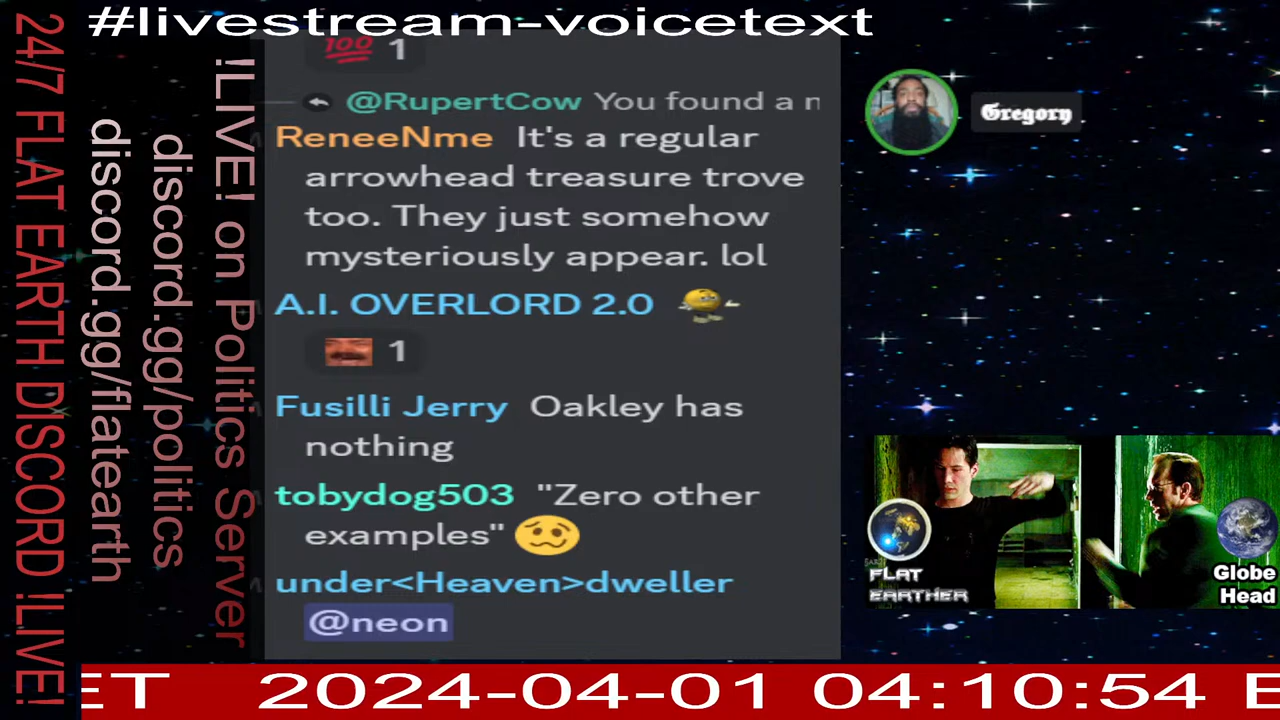 #livestream-voicetext
24/7 FLAT EARTH DISCORD !LIVE!
discord.gg/flatearth
discord.gg/politics
!LIVE! on Politics Server
100 1
@RupertCow You found a
ReneeNme It's a regular
arrowhead treasure trove
too. They just somehow
mysteriously appear. lol
A.I. OVERLORD 2.0
1
Fusilli Jerry Oakley has
nothing
tobydog503 "Zero other
examples"
under<Heaven>dweller
@neon
Gregory
FLAT
EARTHER
Globe
Head
ET 2024-04-01 04:10:54 E